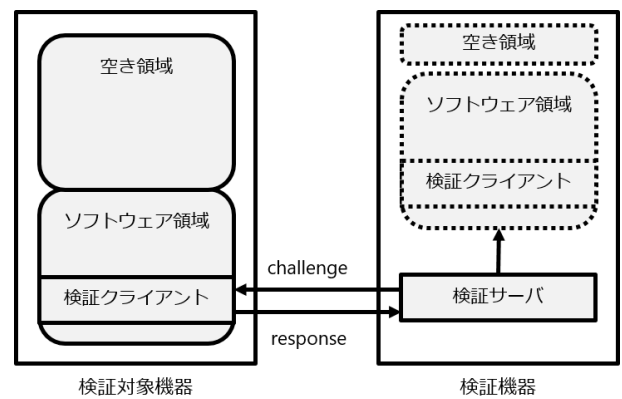 空き領域
ソフトウェア領域
検証クライアント
検証対象機器
challenge
response
空き領域
ソフトウェア領域
検証クライアント
検証サーバ
検証機器